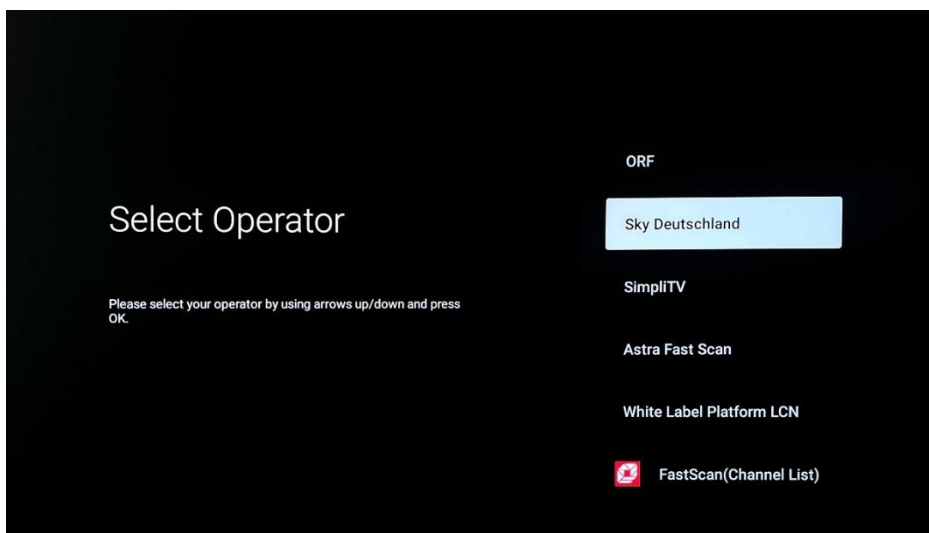 ORF
Select Operator
Sky Deutschland
SimpliTV
Please select your operator by using arrows up/down and press
OK.
Astra Fast Scan
White Label Platform LCN
FastScan(Channel List)